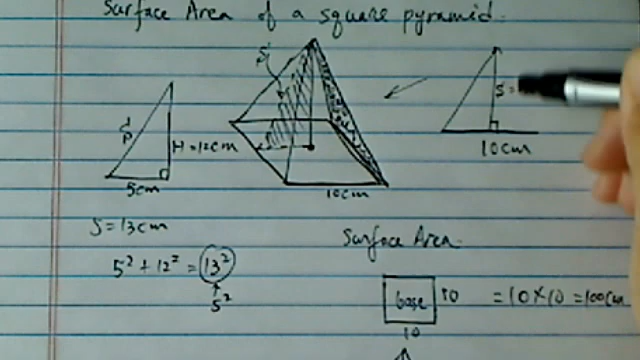 Surface Area of a square pyramid.
S
S
H = 12cm
5cm
10cm
S =
10cm
S = 13cm
5² + 12² = 13²
S²
Surface Area.
base 10 = 10 × 10 = 100cm
10